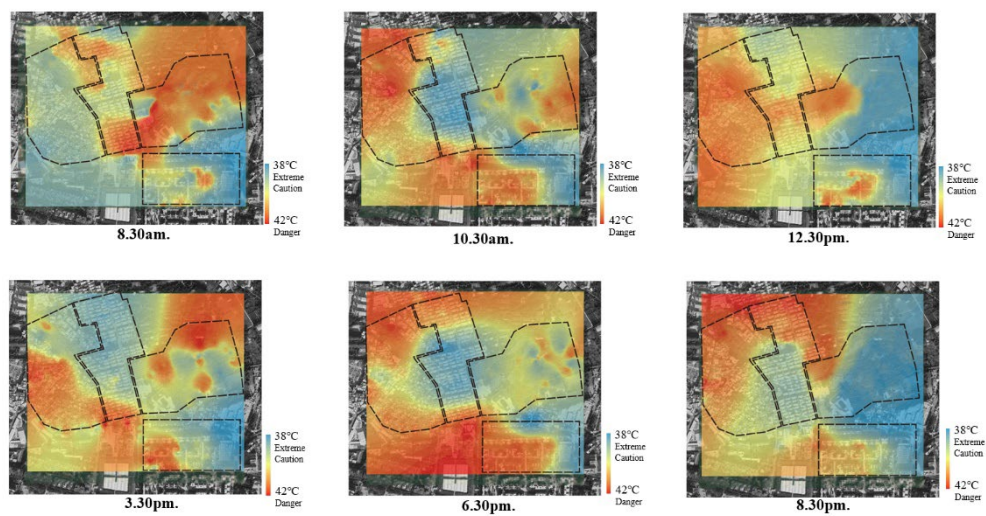 38°C
Extreme
Caution
42°C
Danger
8.30am.
38°C
Extreme
Caution
42°C
Danger
10.30am.
38°C
Extreme
Caution
42°C
Danger
12.30pm.
38°C
Extreme
Caution
42°C
Danger
3.30pm.
38°C
Extreme
Caution
42°C
Danger
6.30pm.
38°C
Extreme
Caution
42°C
Danger
8.30pm.